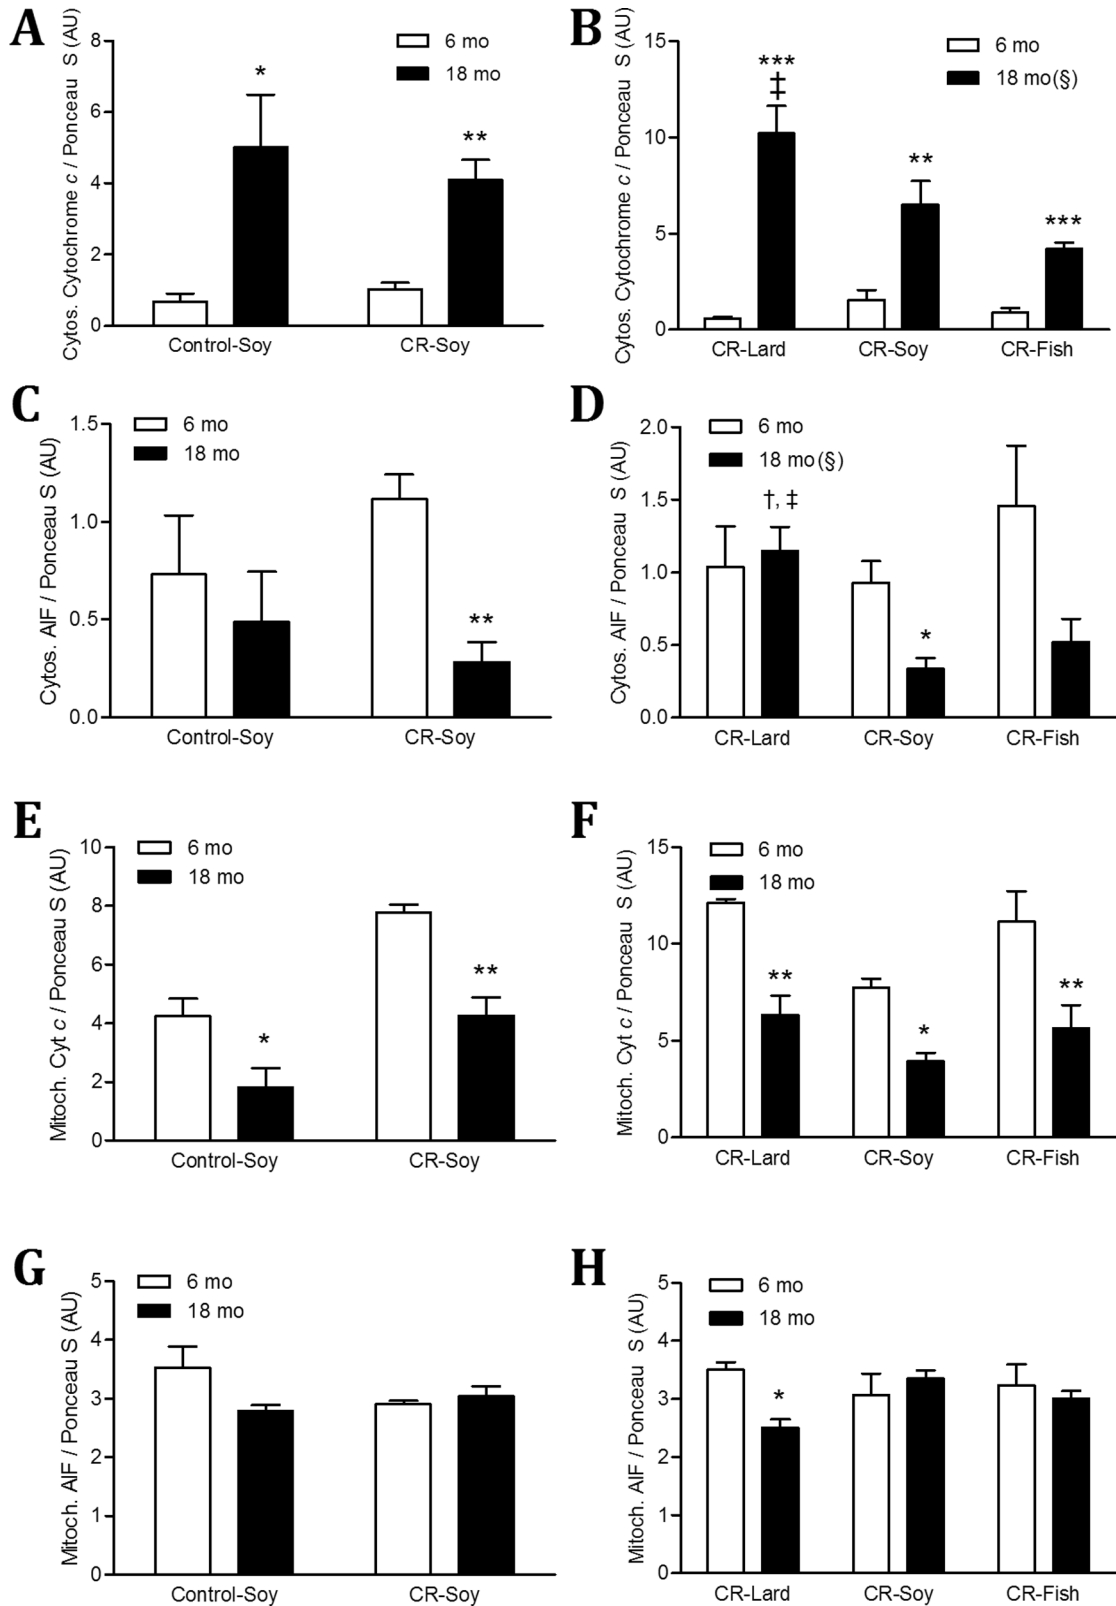 A
Cytos. Cytochrome c / Ponceau S (AU)
8
6
4
2
0
6 mo
18 mo
*
**
Control-Soy
CR-Soy
B
Cytos. Cytochrome c / Ponceau S (AU)
15
10
5
0
6 mo
18 mo(§)
***
‡
**
***
CR-Lard
CR-Soy
CR-Fish
C
Cytos. AIF / Ponceau S (AU)
1.5
1.0
0.5
0.0
6 mo
18 mo
**
Control-Soy
CR-Soy
D
Cytos. AIF / Ponceau S (AU)
2.0
1.5
1.0
0.5
0.0
6 mo
18 mo(§)
†, ‡
*
CR-Lard
CR-Soy
CR-Fish
E
Mitoch. Cyt c / Ponceau S (AU)
10
8
6
4
2
0
6 mo
18 mo
*
**
Control-Soy
CR-Soy
F
Mitoch. Cyt c / Ponceau S (AU)
15
10
5
0
6 mo
18 mo
**
*
**
CR-Lard
CR-Soy
CR-Fish
G
Mitoch. AIF / Ponceau S (AU)
5
4
3
2
1
0
6 mo
18 mo
Control-Soy
CR-Soy
H
Mitoch. AIF / Ponceau S (AU)
5
4
3
2
1
0
6 mo
18 mo
*
CR-Lard
CR-Soy
CR-Fish